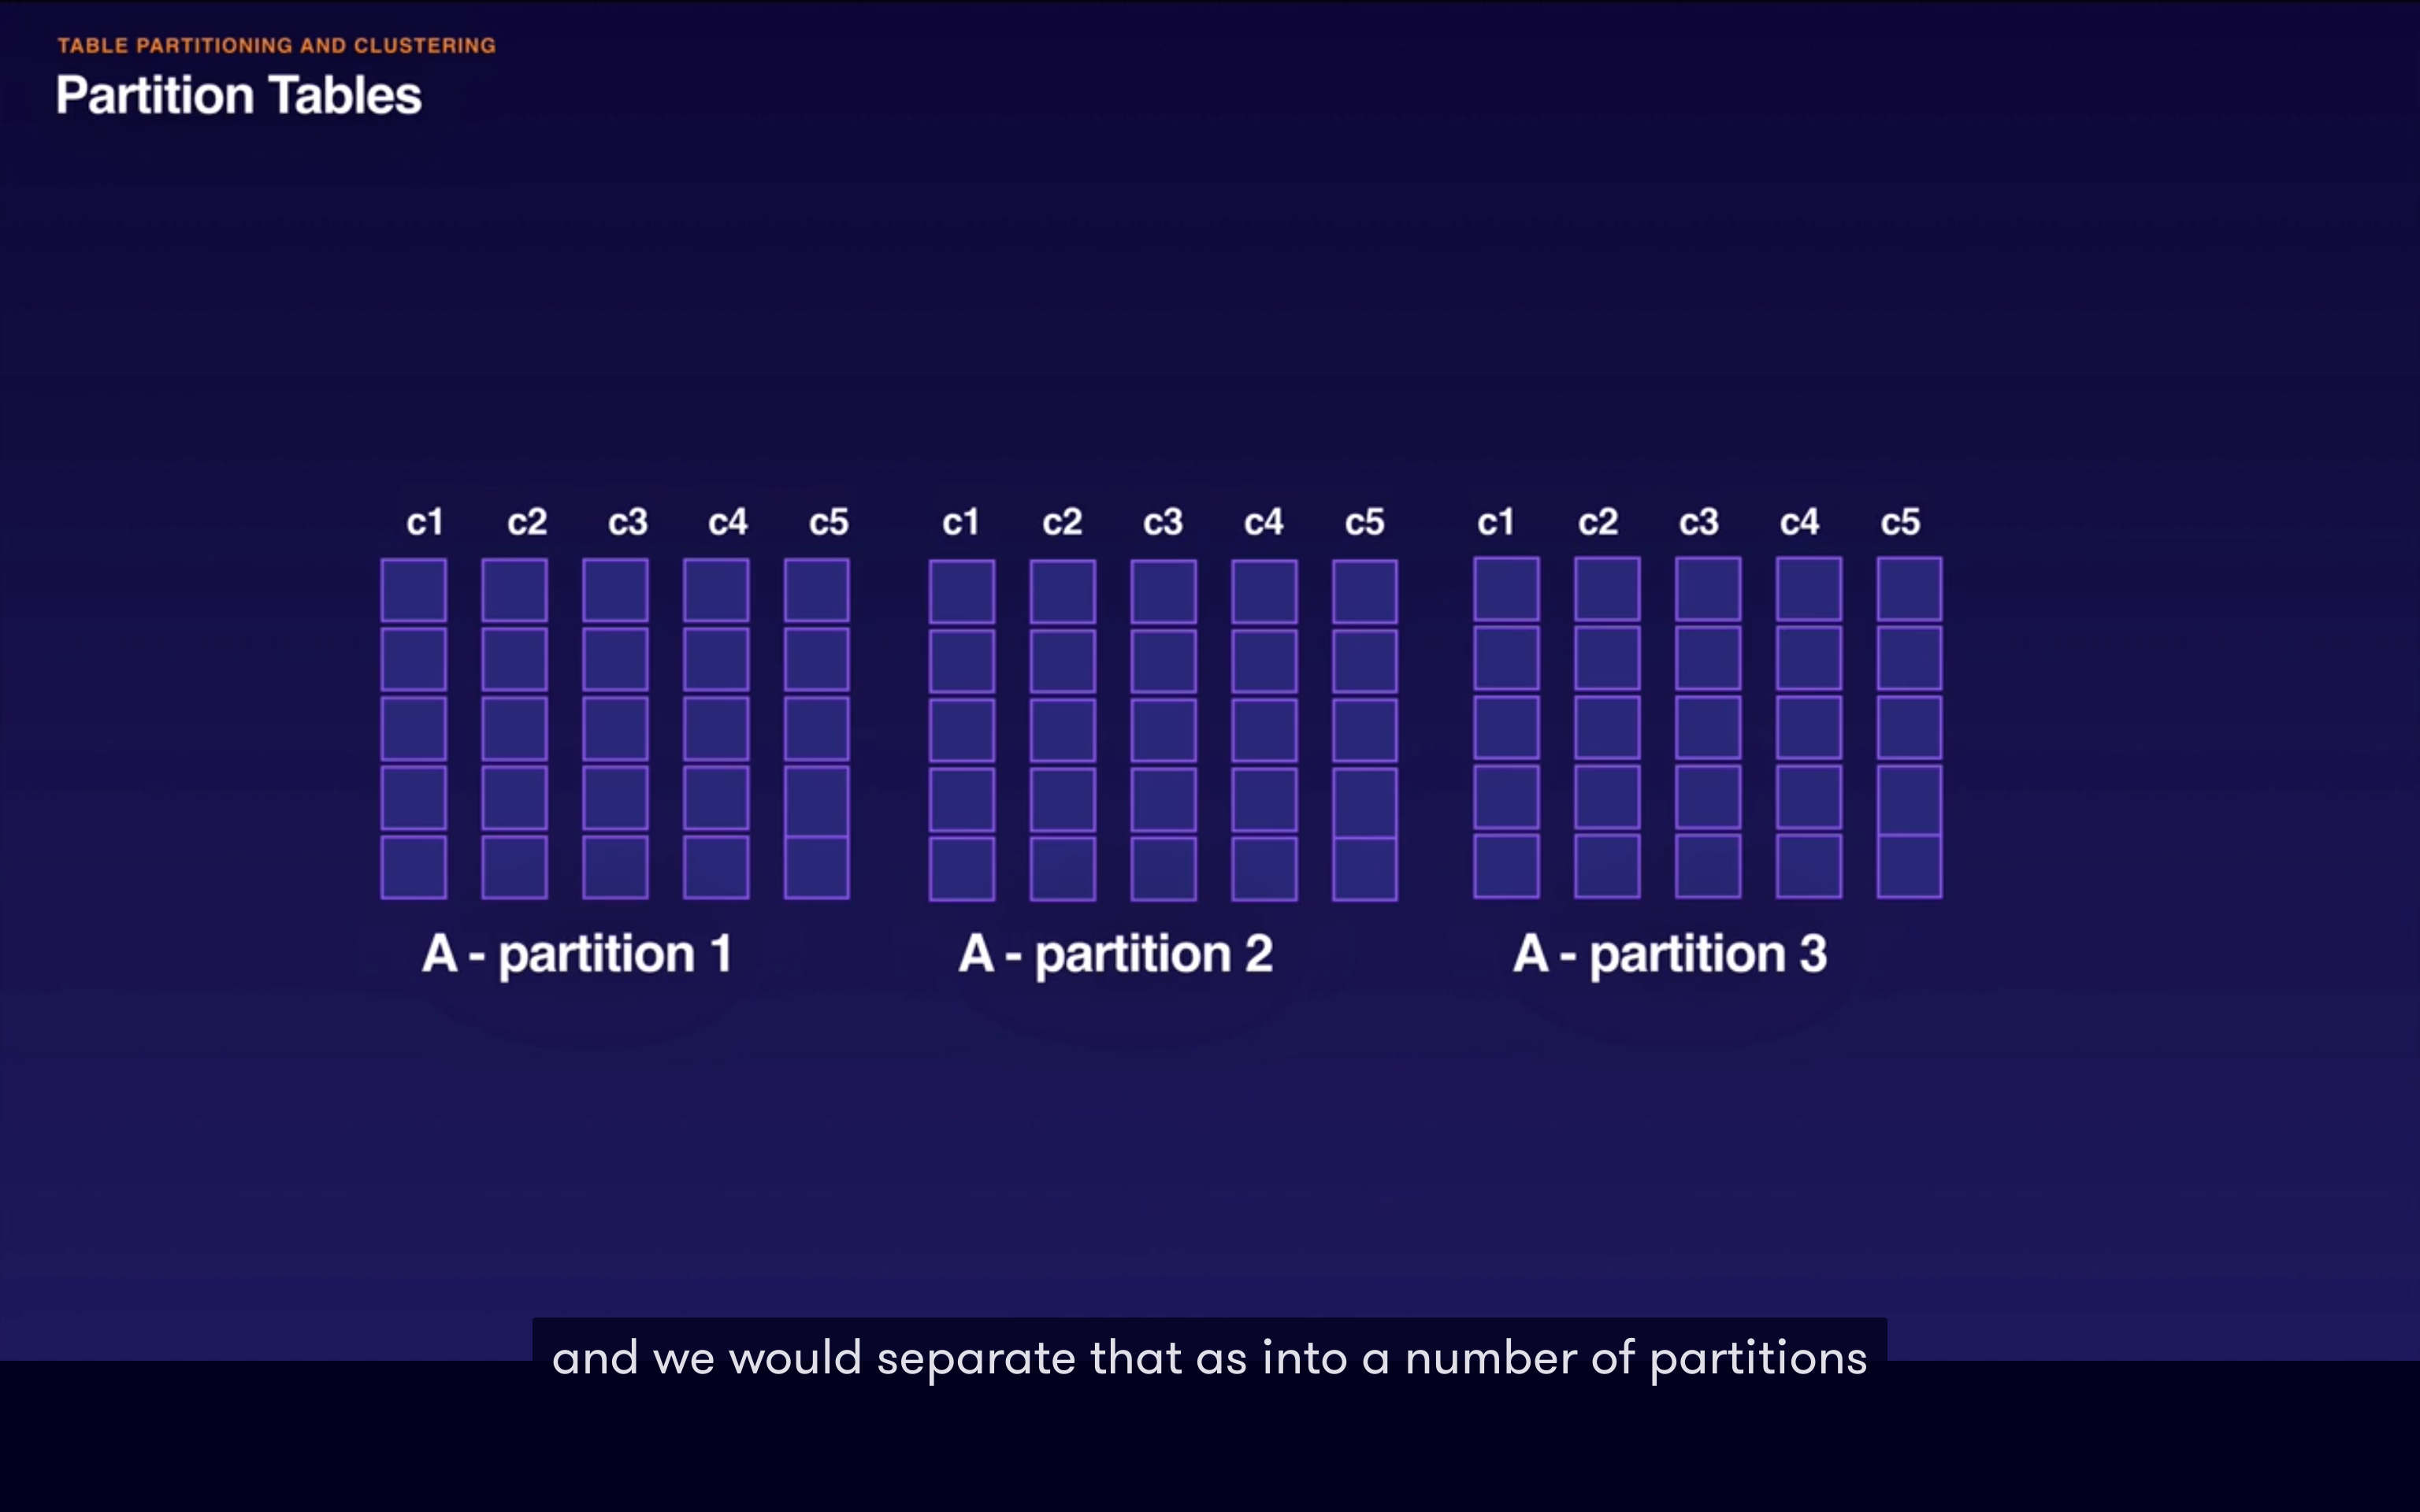 TABLE PARTITIONING AND CLUSTERING
Partition Tables
c1 c2 c3 c4 c5 c1 c2 c3 c4 c5 c1 c2 c3 c4 c5
A - partition 1 A - partition 2 A - partition 3
and we would separate that as into a number of partitions